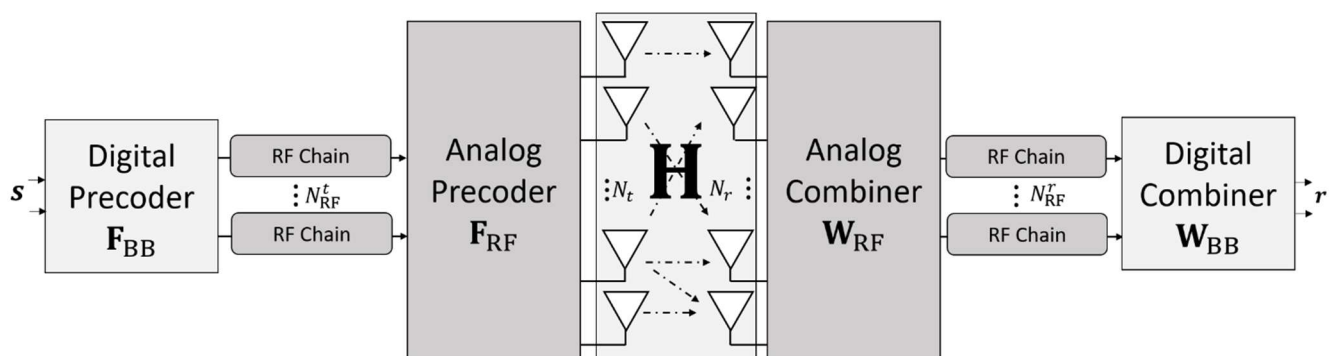 s
Digital
Precoder
F_BB
RF Chain
⋮ N_RF^t
RF Chain
Analog
Precoder
F_RF
⋮ N_t
H
N_r ⋮
Analog
Combiner
W_RF
RF Chain
⋮ N_RF^r
RF Chain
Digital
Combiner
W_BB
r